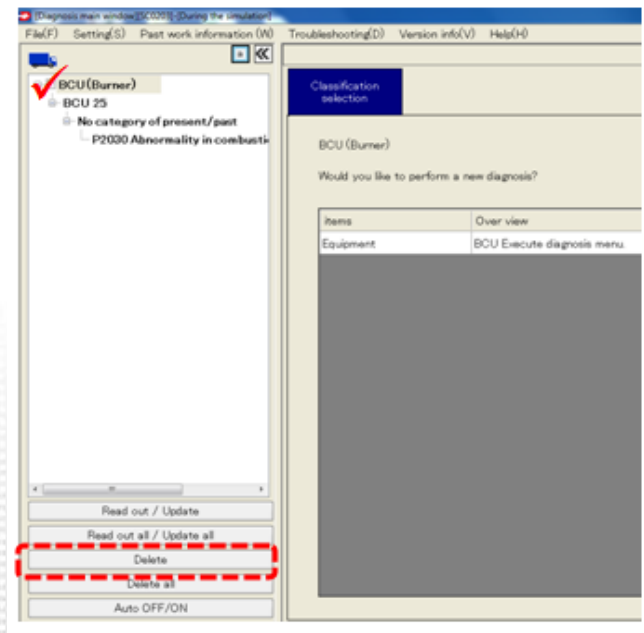 [Diagnosis main window][SC0203]-[During the simulation]
File(F) Setting(S) Past work information (W) Troubleshooting(D) Version info(V) Help(H)
BCU(Burner)
BCU 25
No category of present/past
P2030 Abnormality in combusti
Classification
selection
BCU (Burner)
Would you like to perform a new diagnosis?
items Over view
Equipment BCU Execute diagnosis menu.
Read out / Update
Read out all / Update all
Delete
Delete all
Auto OFF/ON